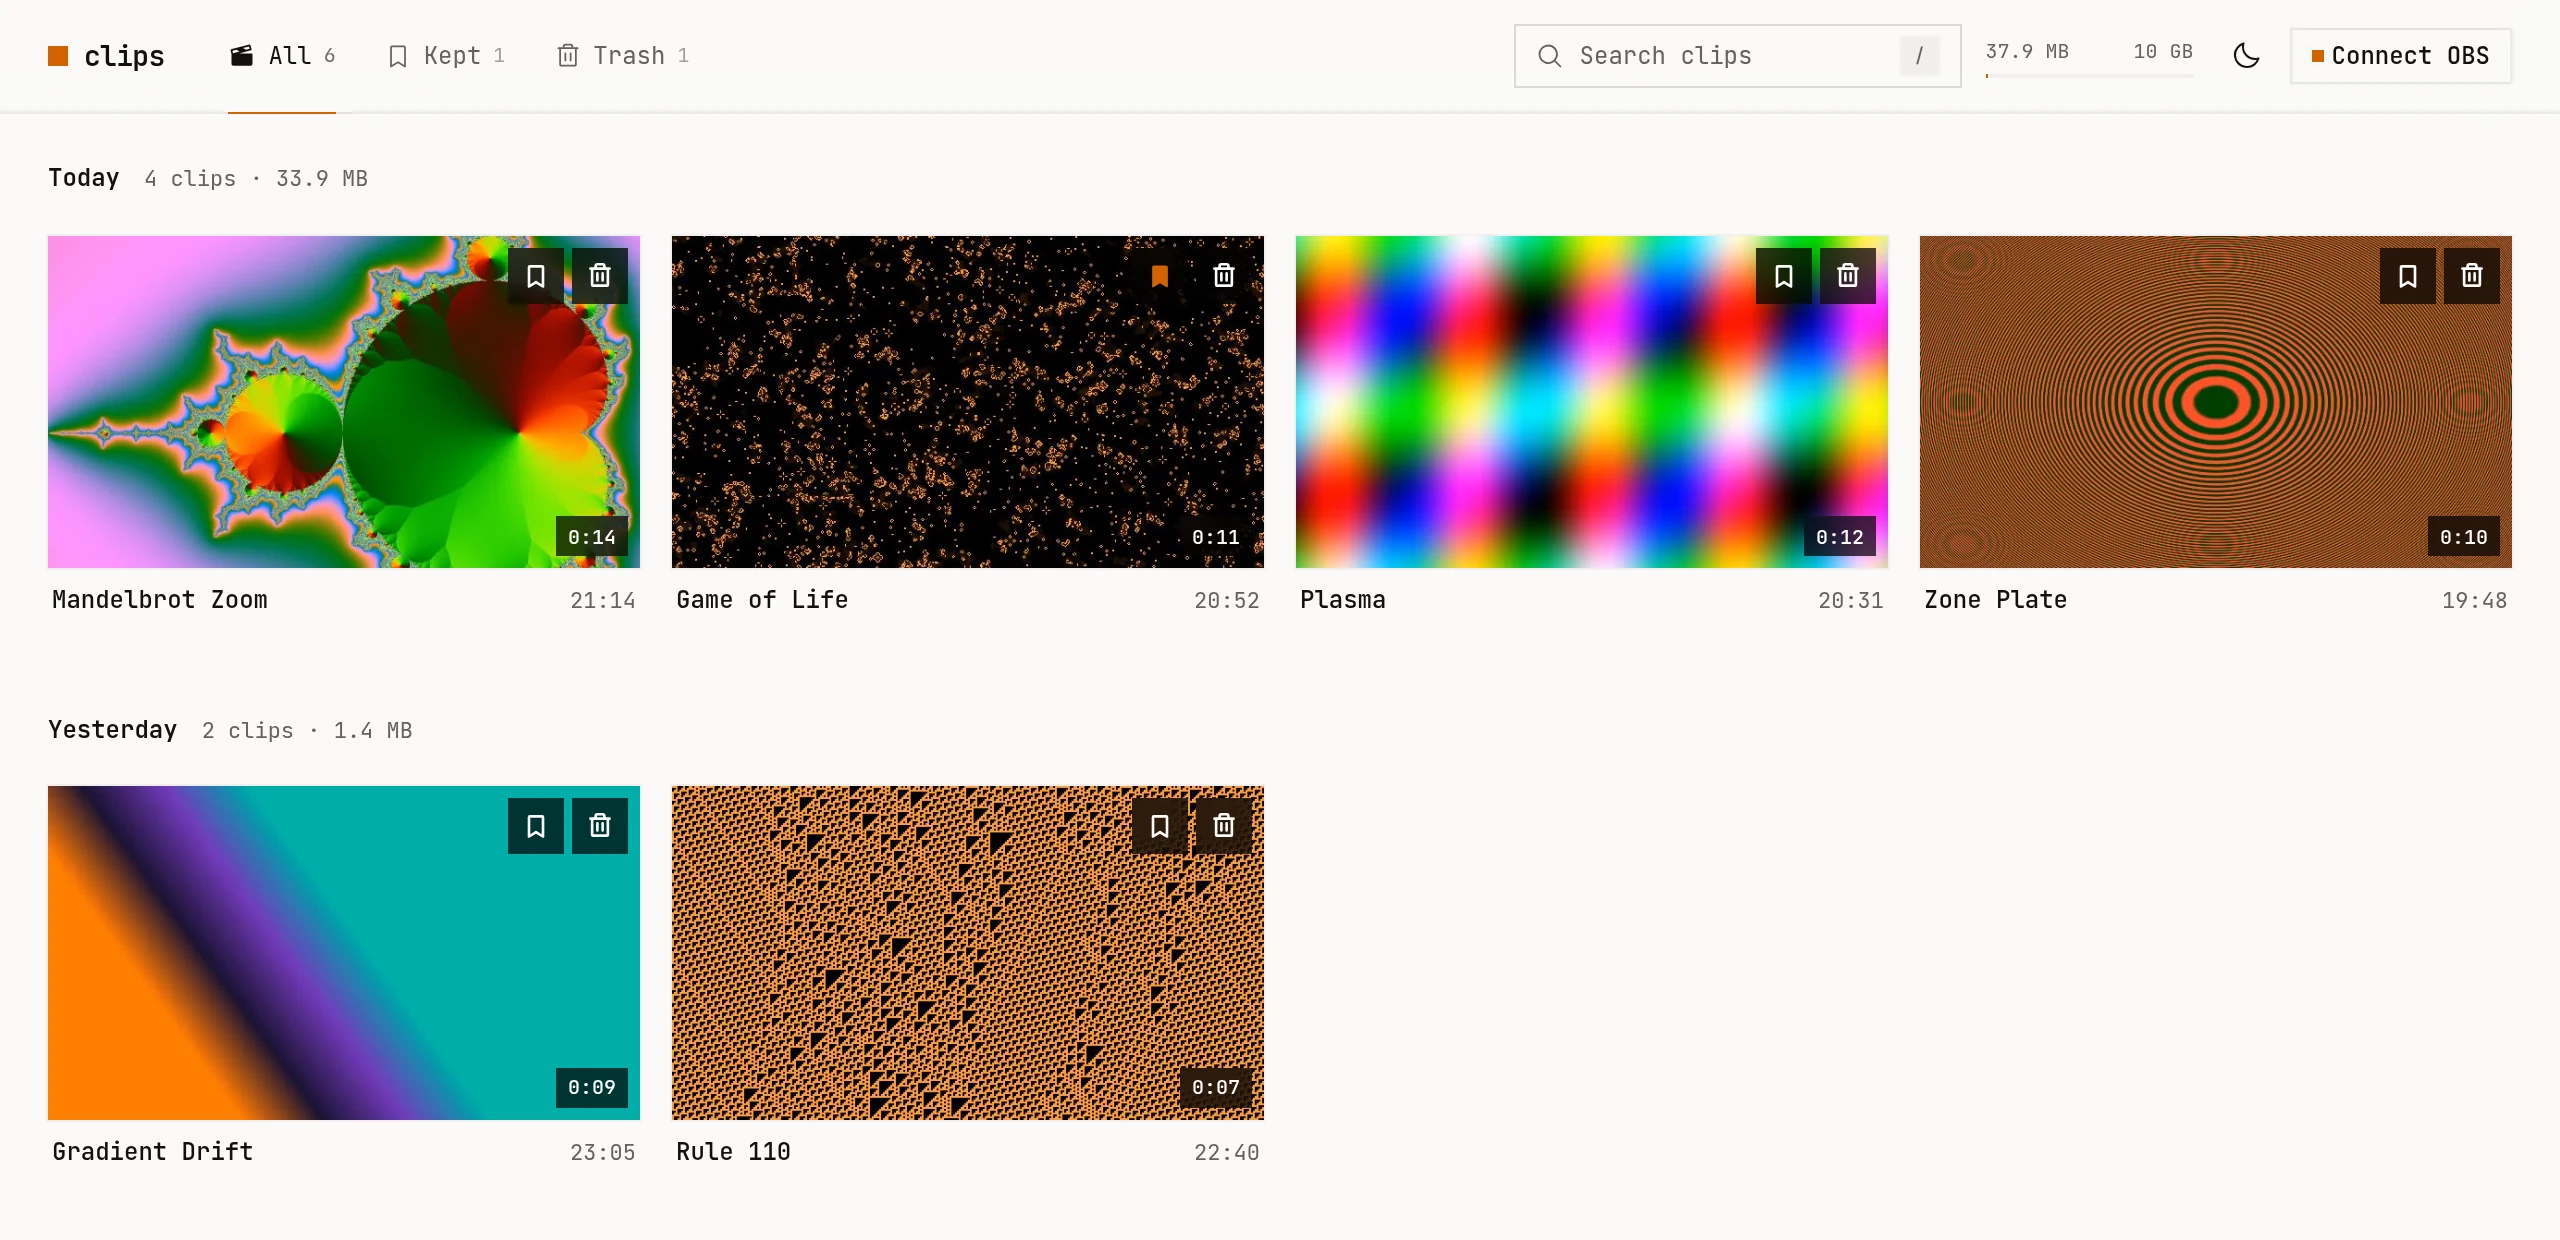 clips All 6 Kept 1 Trash 1 Search clips / 37.9 MB 10 GB Connect OBS
Today 4 clips · 33.9 MB
0:14 0:11 0:12 0:10
Mandelbrot Zoom 21:14 Game of Life 20:52 Plasma 20:31 Zone Plate 19:48
Yesterday 2 clips · 1.4 MB
0:09 0:07
Gradient Drift 23:05 Rule 110 22:40